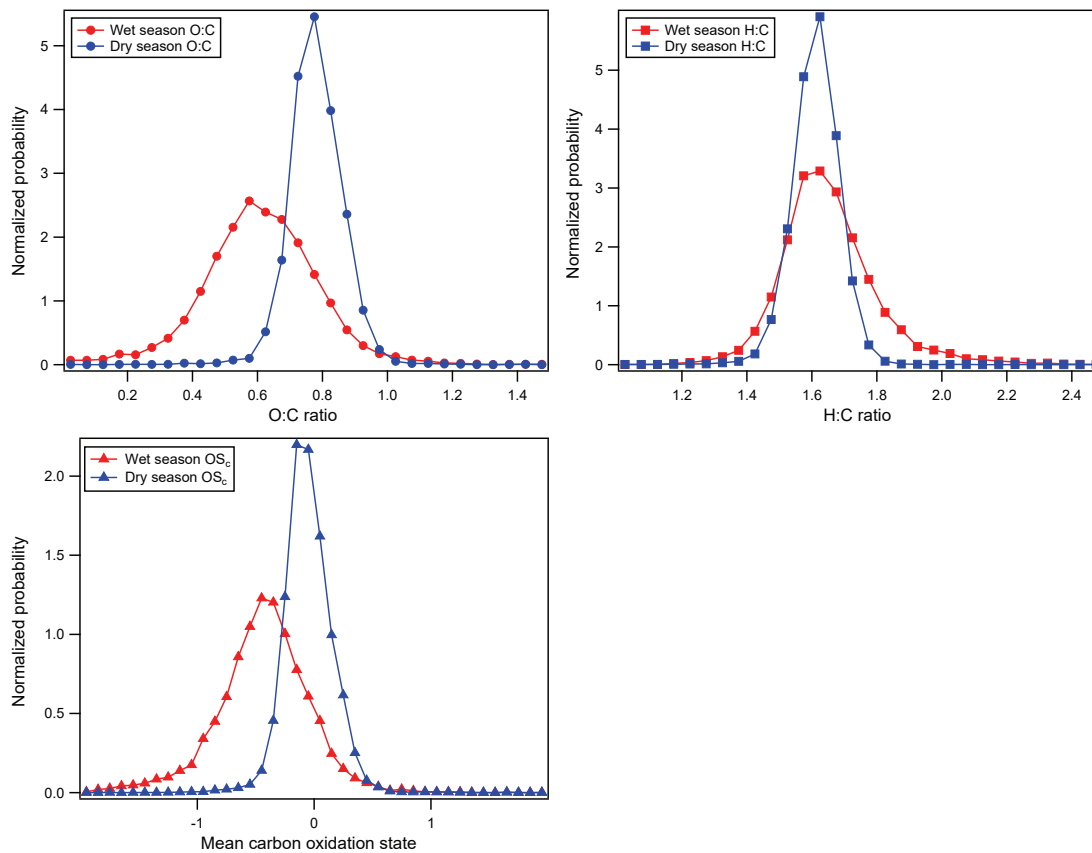 Wet season O:C
Dry season O:C
5
4
3
2
1
0
Normalized probability
0.2 0.4 0.6 0.8 1.0 1.2 1.4
O:C ratio
Wet season H:C
Dry season H:C
5
4
3
2
1
0
Normalized probability
1.2 1.4 1.6 1.8 2.0 2.2 2.4
H:C ratio
Wet season OSc
Dry season OSc
2.0
1.5
1.0
0.5
0.0
Normalized probability
-1 0 1
Mean carbon oxidation state